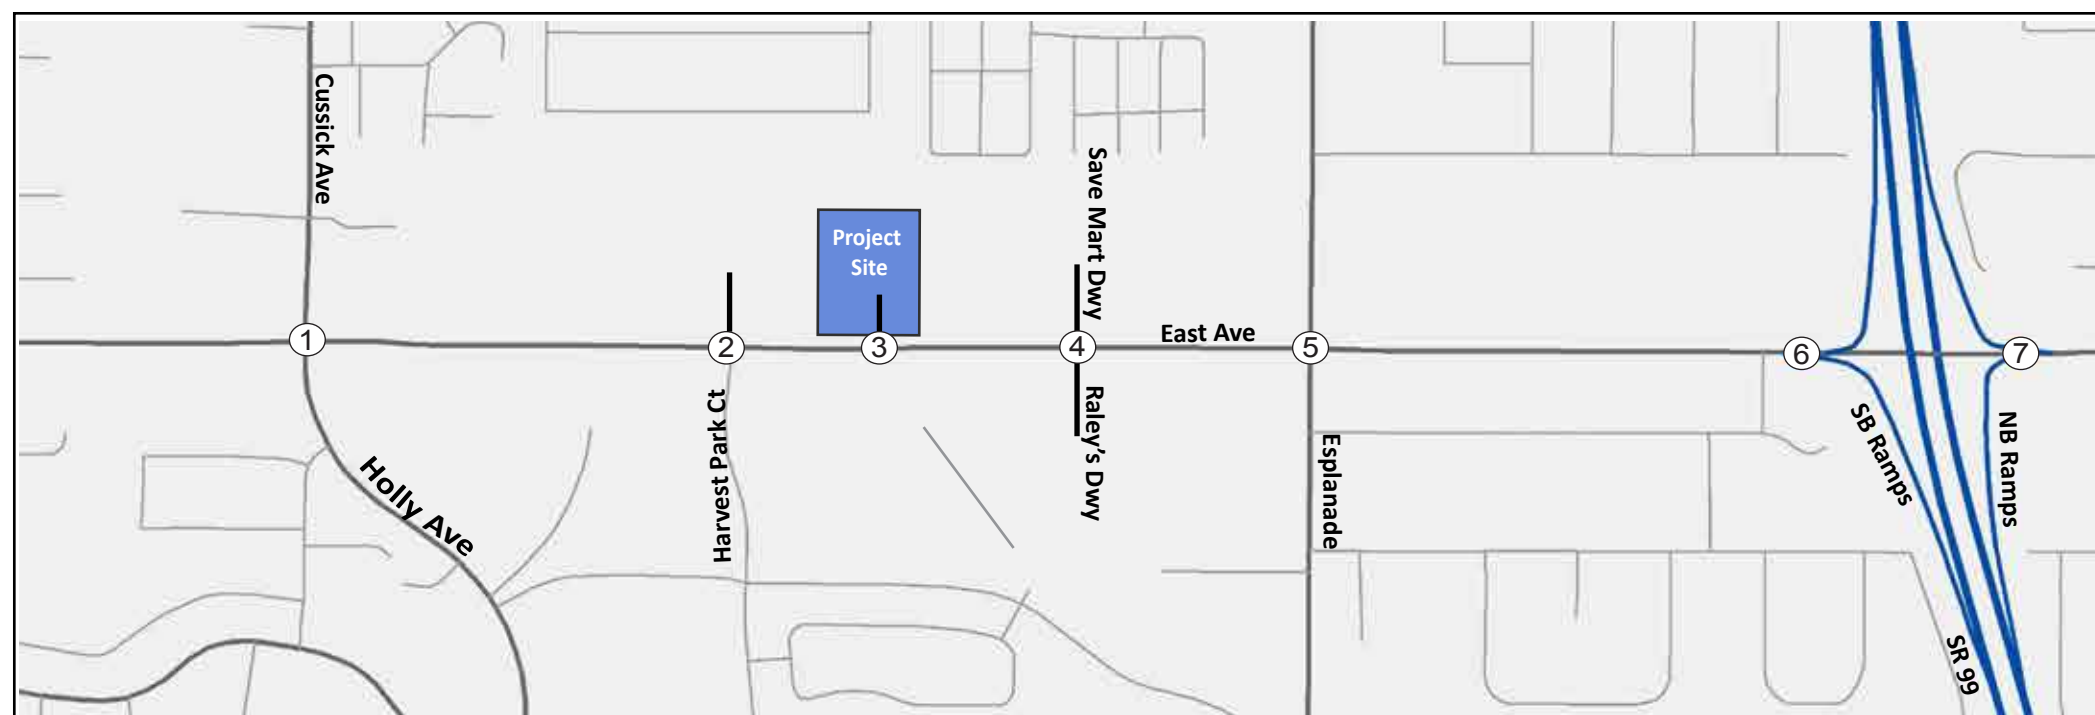 Cussick Ave
Save Mart Dwy
Project
Site
East Ave
1
2
3
4
5
6
7
Harvest Park Ct
Raley's Dwy
Holly Ave
Esplanade
SB Ramps
NB Ramps
SR 99